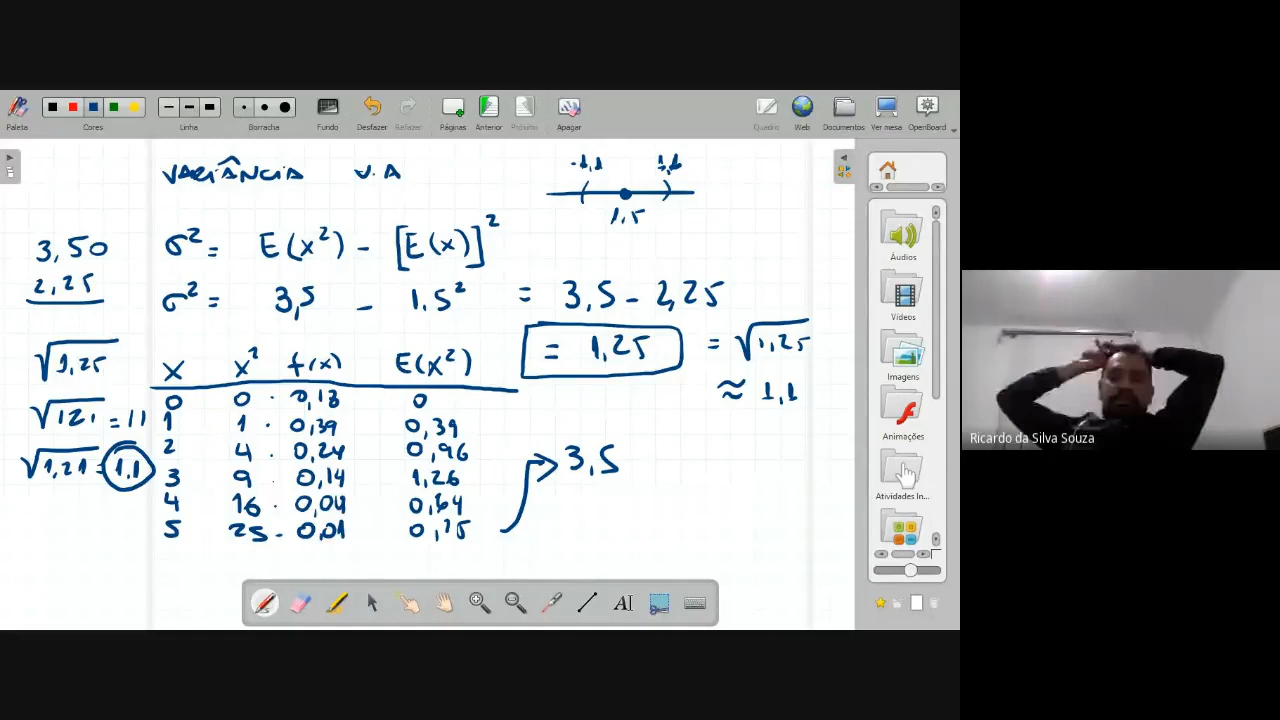 Paleta
Cores
Linha
Borracha
Fundo
Desfazer
Refazer
Páginas
Anterior
Próximo
Apagar
Quadro
Web
Documentos
Ver mesa
OpenBoard
VARIÂNCIA V.A
-1,1 1,1
1,5
3,50
2,25
σ² = E(x²) - [E(x)]²
σ² = 3,5 - 1.5² = 3,5 - 2,25
= 1,25 = √1,25
≈ 1,1
√1,25
√121 = 11
√1,21 = 1,1
X X² f(x) E(X²)
0 0 · 0,18 0
1 1 · 0,39 0,39
2 4 · 0,24 0,96
3 9 · 0,14 1,26
4 16 · 0,04 0,64
5 25 - 0,01 0,25
3,5
Áudios
Vídeos
Imagens
Animações
Atividades In...
AI
Ricardo da Silva Souza